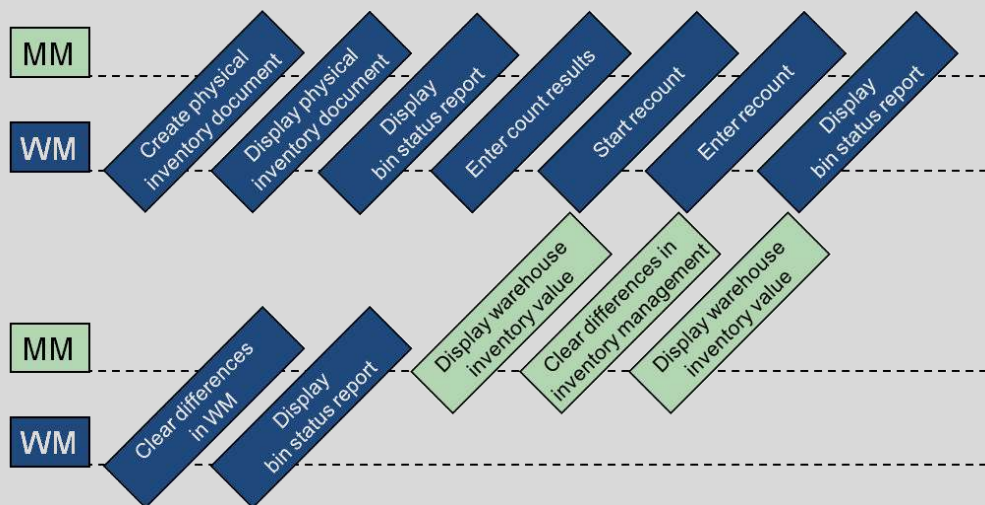 MM
WM
Create physical
inventory document
Display physical
inventory document
Display
bin status report
Enter count results
Start recount
Enter recount
Display
bin status report
MM
WM
Clear differences
in WM
Display
bin status report
Display warehouse
inventory value
Clear differences in
inventory management
Display warehouse
inventory value